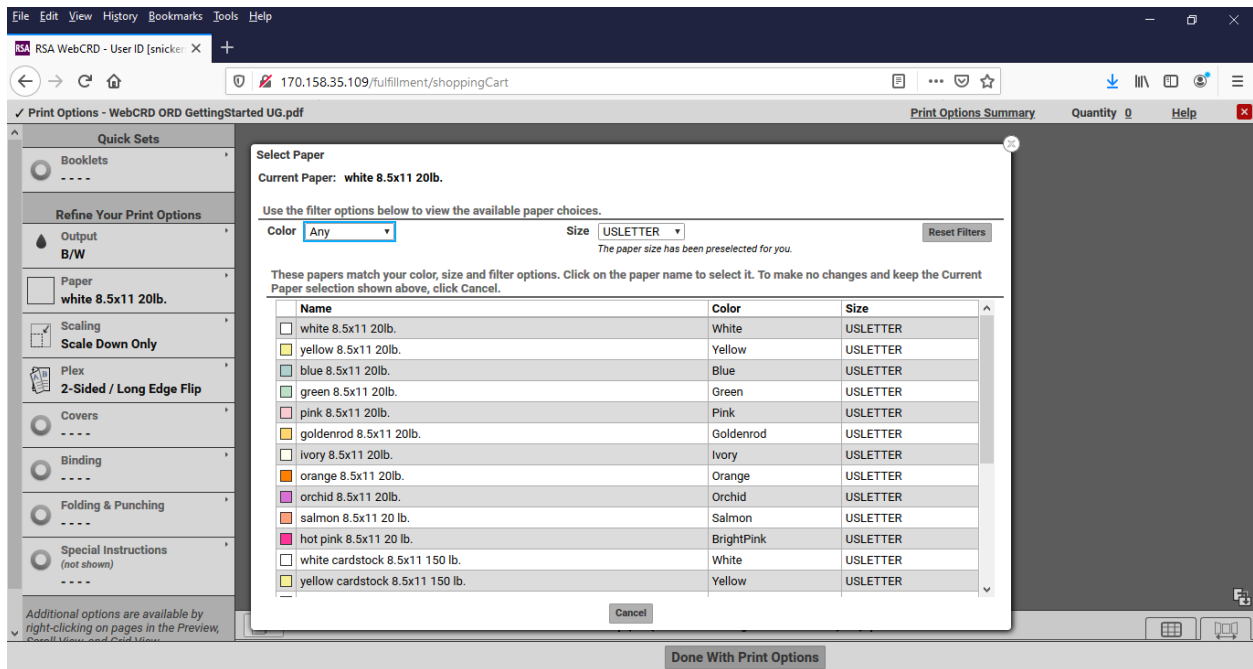 File Edit View History Bookmarks Tools Help
RSA RSA WebCRD - User ID [snicker
170.158.35.109/fulfillment/shoppingCart
✓ Print Options - WebCRD ORD GettingStarted UG.pdf Print Options Summary Quantity 0 Help
Quick Sets
Booklets
- - - -
Refine Your Print Options
Output
B/W
Paper
white 8.5x11 20lb.
Scaling
Scale Down Only
Plex
2-Sided / Long Edge Flip
Covers
- - - -
Binding
- - - -
Folding & Punching
- - - -
Special Instructions
(not shown)
- - - -
Additional options are available by
right-clicking on pages in the Preview,
Scroll View, and Grid View
Select Paper
Current Paper: white 8.5x11 20lb.
Use the filter options below to view the available paper choices.
Color Any Size USLETTER Reset Filters
The paper size has been preselected for you.
These papers match your color, size and filter options. Click on the paper name to select it. To make no changes and keep the Current
Paper selection shown above, click Cancel.
Name Color Size
white 8.5x11 20lb. White USLETTER
yellow 8.5x11 20lb. Yellow USLETTER
blue 8.5x11 20lb. Blue USLETTER
green 8.5x11 20lb. Green USLETTER
pink 8.5x11 20lb. Pink USLETTER
goldenrod 8.5x11 20lb. Goldenrod USLETTER
ivory 8.5x11 20lb. Ivory USLETTER
orange 8.5x11 20lb. Orange USLETTER
orchid 8.5x11 20lb. Orchid USLETTER
salmon 8.5x11 20 lb. Salmon USLETTER
hot pink 8.5x11 20 lb. BrightPink USLETTER
white cardstock 8.5x11 150 lb. White USLETTER
yellow cardstock 8.5x11 150 lb. Yellow USLETTER
Cancel
Done With Print Options